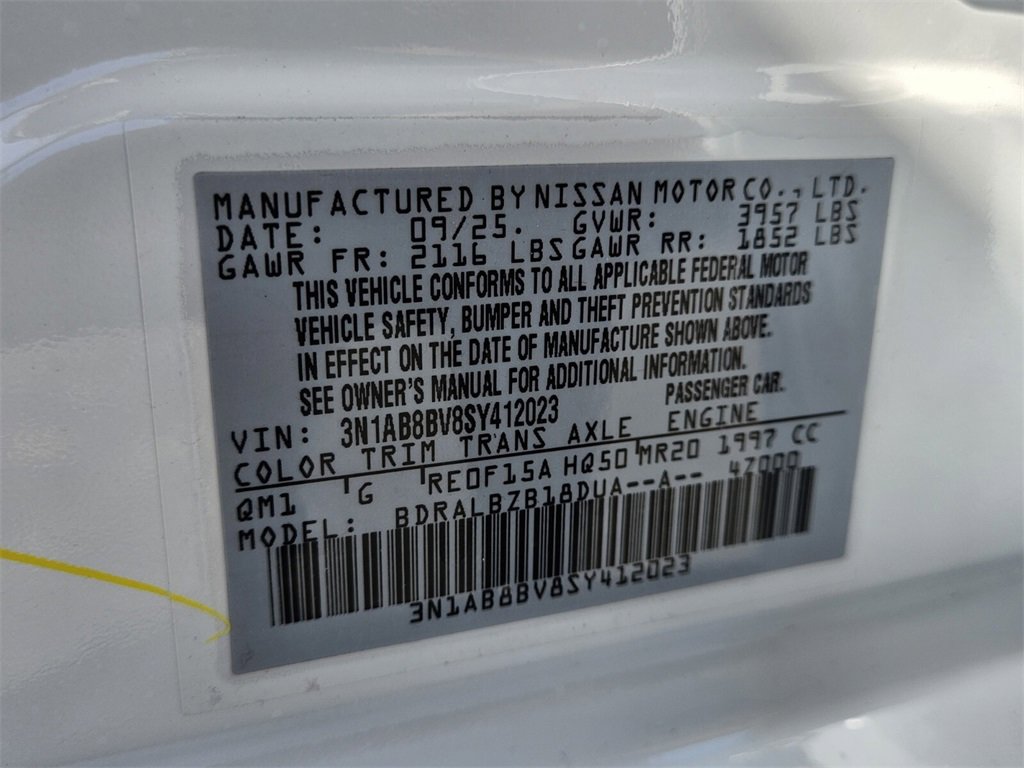 MANUFACTURED BY NISSAN MOTOR CO., LTD.
DATE: 09/25. GVWR: 3957 LBS
GAWR FR: 2116 LBS GAWR RR: 1852 LBS
THIS VEHICLE CONFORMS TO ALL APPLICABLE FEDERAL MOTOR
VEHICLE SAFETY, BUMPER AND THEFT PREVENTION STANDARDS
IN EFFECT ON THE DATE OF MANUFACTURE SHOWN ABOVE.
SEE OWNER'S MANUAL FOR ADDITIONAL INFORMATION.
VIN: 3N1AB8BV8SY412023 PASSENGER CAR.
COLOR TRIM TRANS AXLE ENGINE
QM1 G RE0F15A HQ50 MR20 1997 CC
MODEL: BDRALBZB18DUA--A-- 47000
3N1AB8BV8SY412023